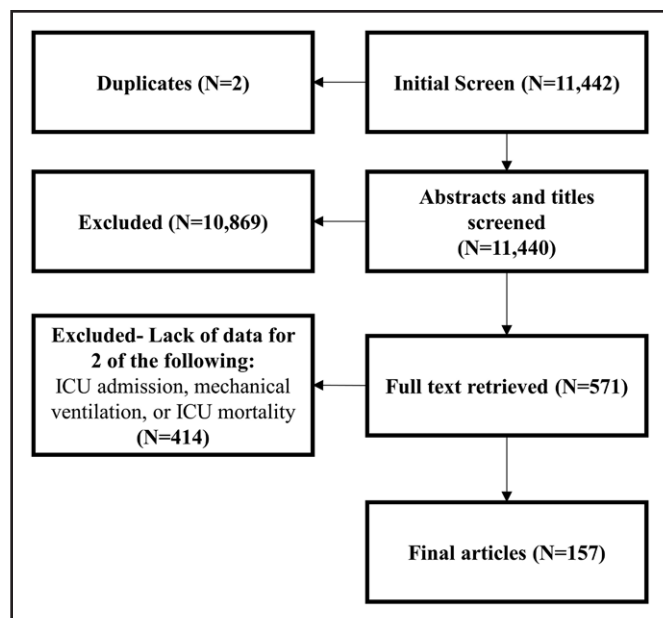 Duplicates (N=2)
Initial Screen (N=11,442)
Excluded (N=10,869)
Abstracts and titles
screened
(N=11,440)
Excluded- Lack of data for
2 of the following:
ICU admission, mechanical
ventilation, or ICU mortality
(N=414)
Full text retrieved (N=571)
Final articles (N=157)